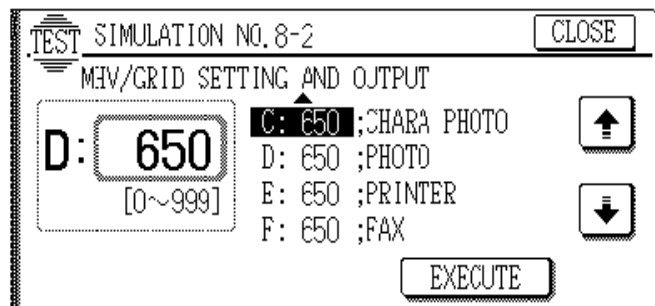 TEST SIMULATION NO.8-2 CLOSE
MHV/GRID SETTING AND OUTPUT
D: 650
[0~999]
C: 650 ;CHARA PHOTO
D: 650 ;PHOTO
E: 650 ;PRINTER
F: 650 ;FAX
EXECUTE